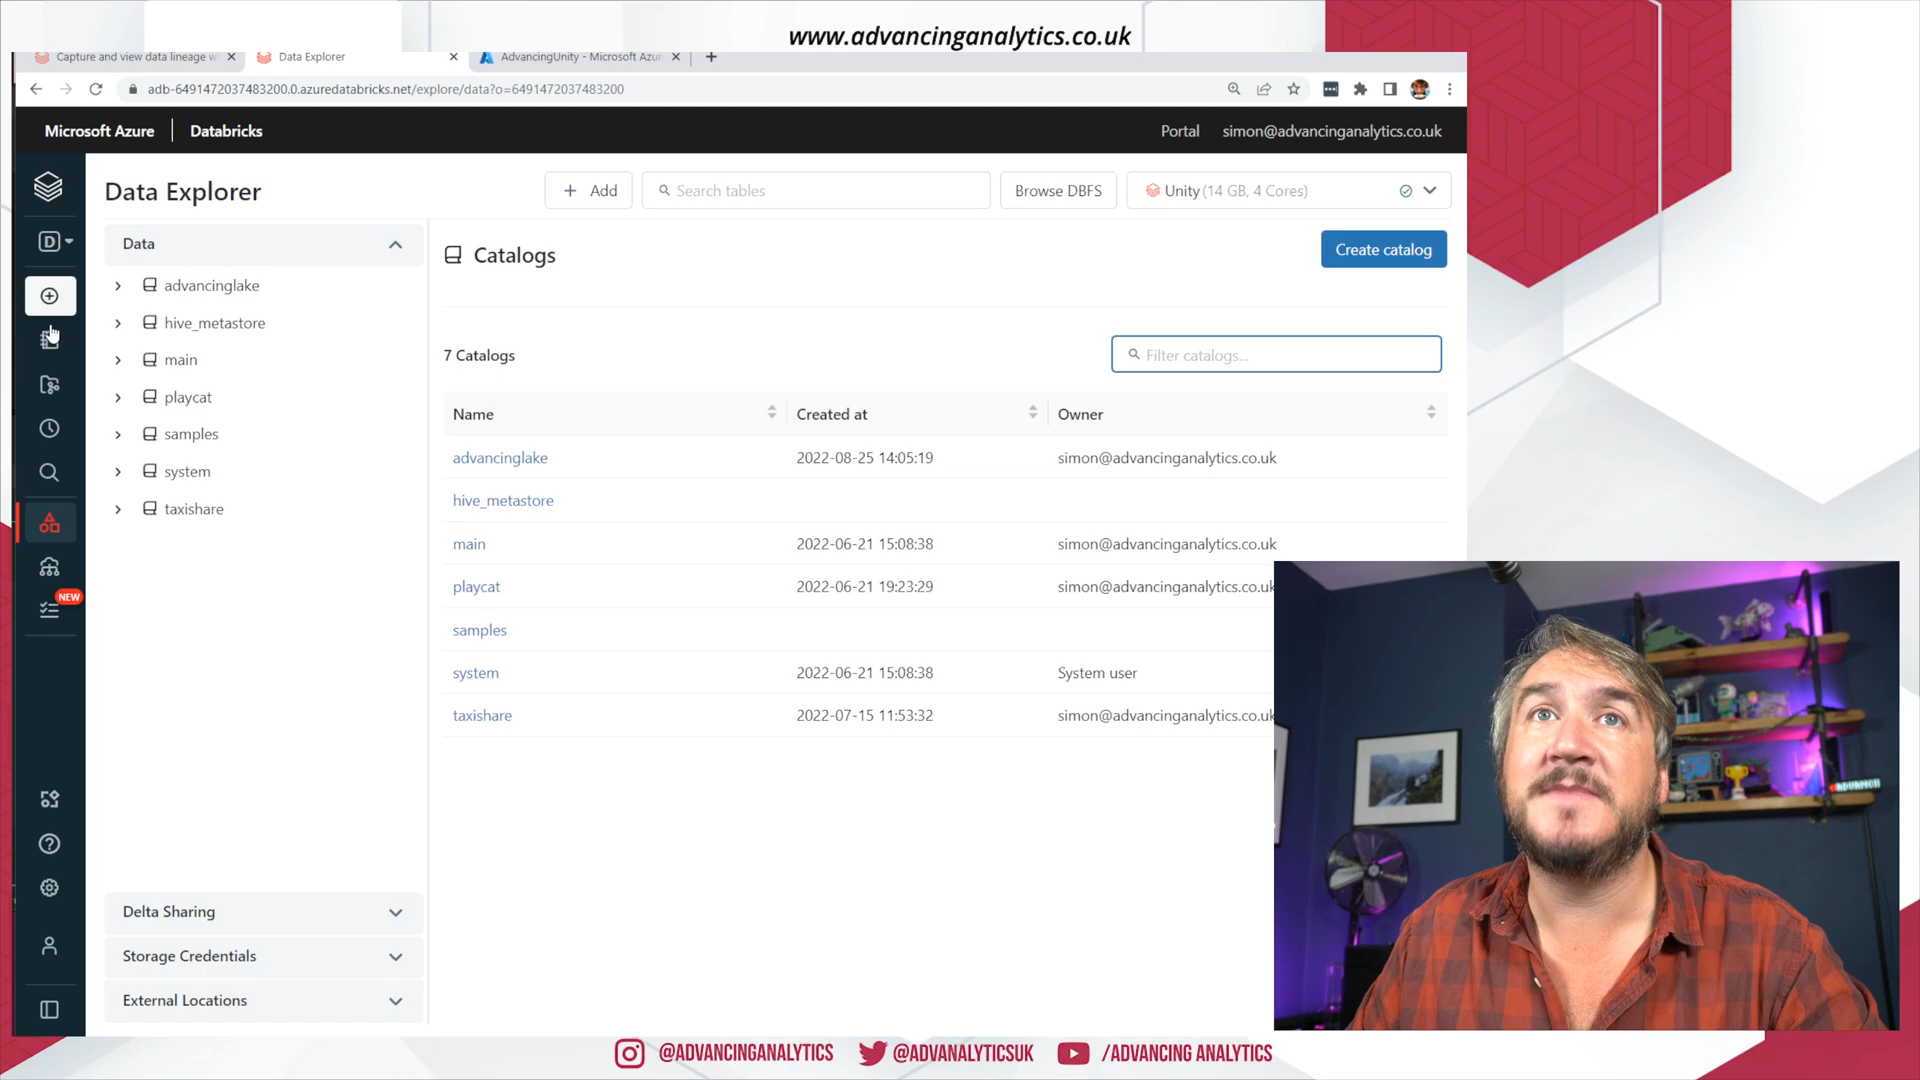 www.advancinganalytics.co.uk
Capture and view data lineage w
Data Explorer
AdvancingUnity - Microsoft Azur
adb-6491472037483200.0.azuredatabricks.net/explore/data?o=6491472037483200
Microsoft Azure
Databricks
Portal
simon@advancinganalytics.co.uk
Data Explorer
Add
Search tables
Browse DBFS
Unity (14 GB, 4 Cores)
D
Data
advancinglake
hive_metastore
main
playcat
samples
system
taxishare
Catalogs
Create catalog
7 Catalogs
Filter catalogs...
Name Created at Owner
advancinglake 2022-08-25 14:05:19 simon@advancinganalytics.co.uk
hive_metastore
main 2022-06-21 15:08:38 simon@advancinganalytics.co.uk
playcat 2022-06-21 19:23:29 simon@advancinganalytics.co.uk
samples
system 2022-06-21 15:08:38 System user
taxishare 2022-07-15 11:53:32 simon@advancinganalytics.co.uk
NEW
Delta Sharing
Storage Credentials
External Locations
@ADVANCINGANALYTICS
@ADVANALYTICSUK
/ADVANCING ANALYTICS